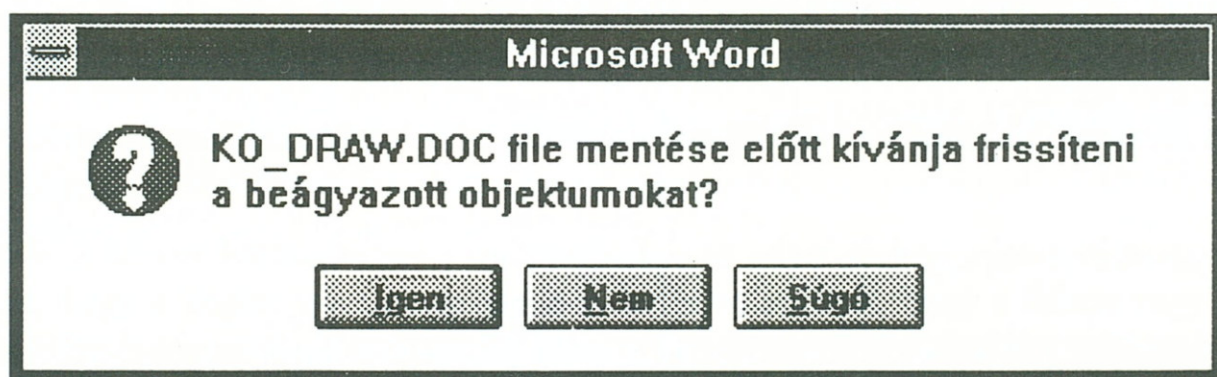 Microsoft Word
KO_DRAW.DOC file mentése előtt kívánja frissíteni
a beágyazott objektumokat?
Igen Nem Súgó